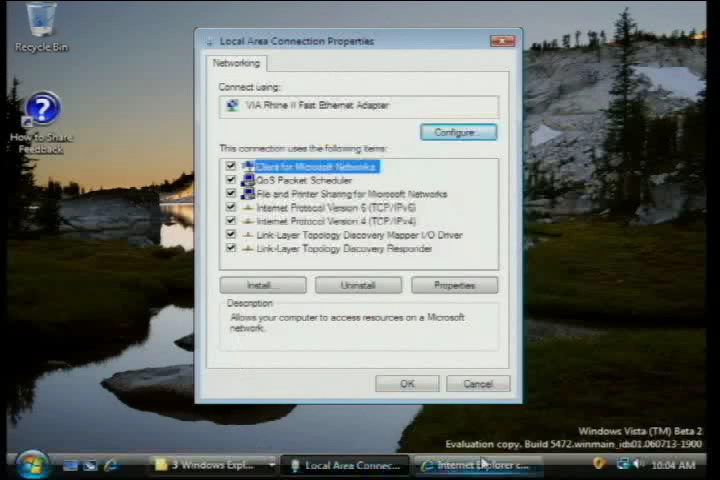 Recycle Bin
How to Share
Feedback
Local Area Connection Properties
Networking
Connect using:
VIA Rhine II Fast Ethernet Adapter
Configure...
This connection uses the following items:
Client for Microsoft Networks
QoS Packet Scheduler
File and Printer Sharing for Microsoft Networks
Internet Protocol Version 6 (TCP/IPv6)
Internet Protocol Version 4 (TCP/IPv4)
Link-Layer Topology Discovery Mapper I/O Driver
Link-Layer Topology Discovery Responder
Install...
Uninstall
Properties
Description
Allows your computer to access resources on a Microsoft
network.
OK
Cancel
Windows Vista (TM) Beta 2
Evaluation copy. Build 5472.winmain_idx01.060713-1900
3 Windows Expl...
Local Area Connec...
Internet Explorer c...
10:04 AM